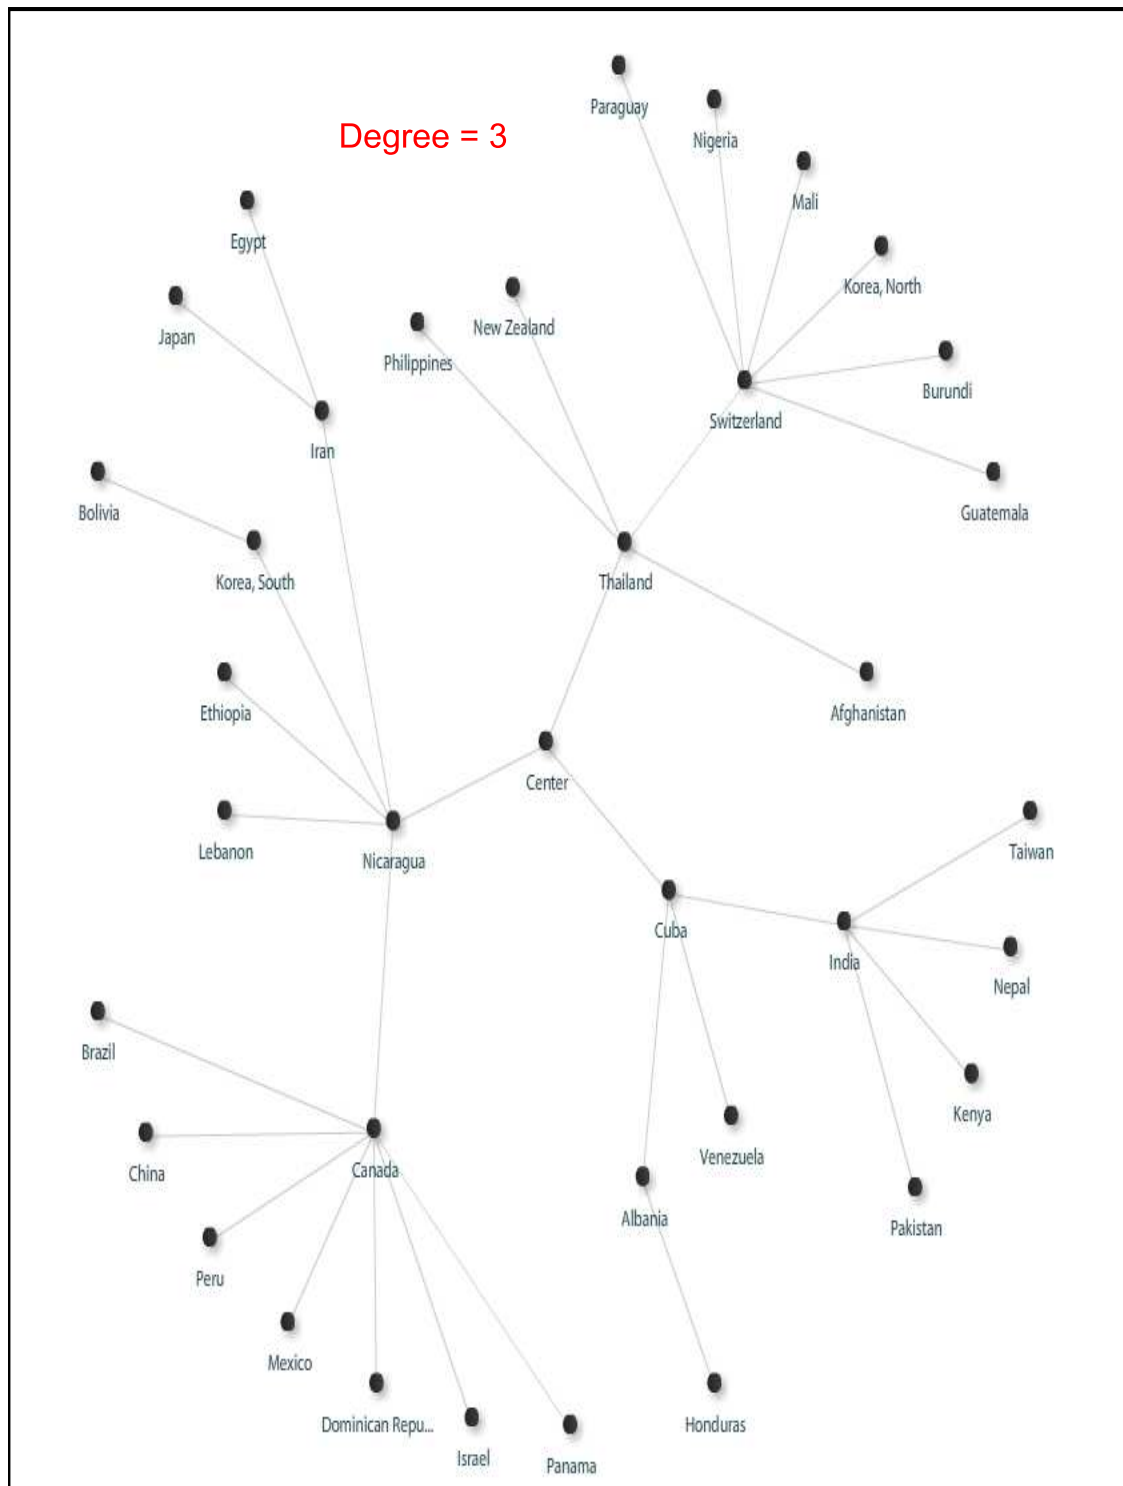 Paraguay
Degree = 3
Nigeria
Mali
Egypt
Korea, North
New Zealand
Japan
Philippines
Burundi
Switzerland
Iran
Bolivia
Guatemala
Korea, South
Thailand
Ethiopia
Afghanistan
Center
Lebanon
Taiwan
Nicaragua
Cuba
India
Nepal
Brazil
Kenya
Venezuela
China
Canada
Albania
Pakistan
Peru
Mexico
Dominican Repu...
Honduras
Israel
Panama